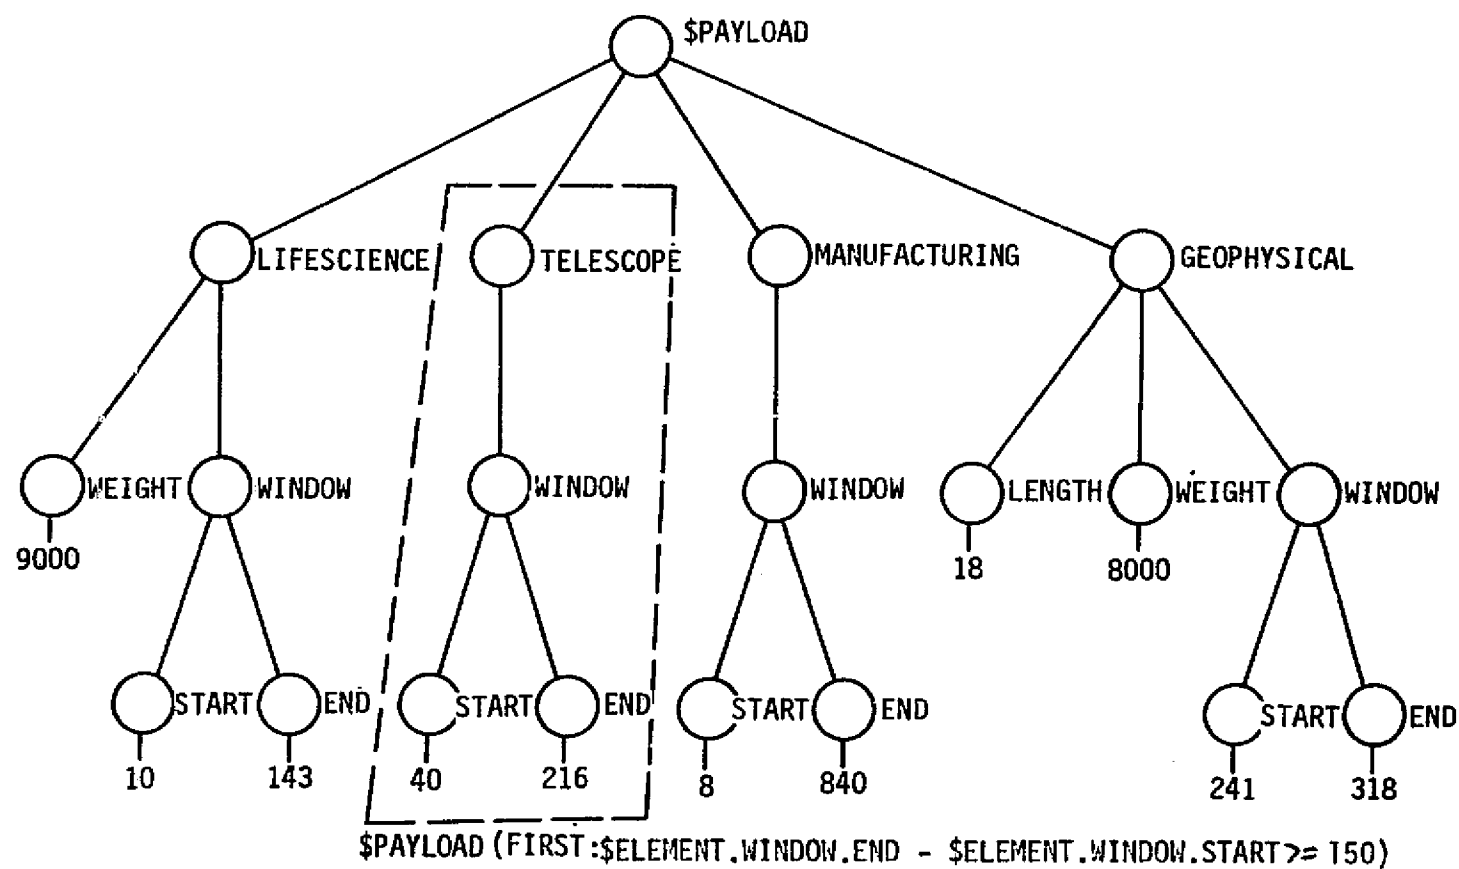 $PAYLOAD
LIFESCIENCE TELESCOPE MANUFACTURING GEOPHYSICAL
WEIGHT WINDOW WINDOW WINDOW LENGTH WEIGHT WINDOW
9000 18 8000
START END START END START END START END
10 143 40 216 8 840 241 318
$PAYLOAD(FIRST:$ELEMENT.WINDOW.END - $ELEMENT.WINDOW.START>= 150)